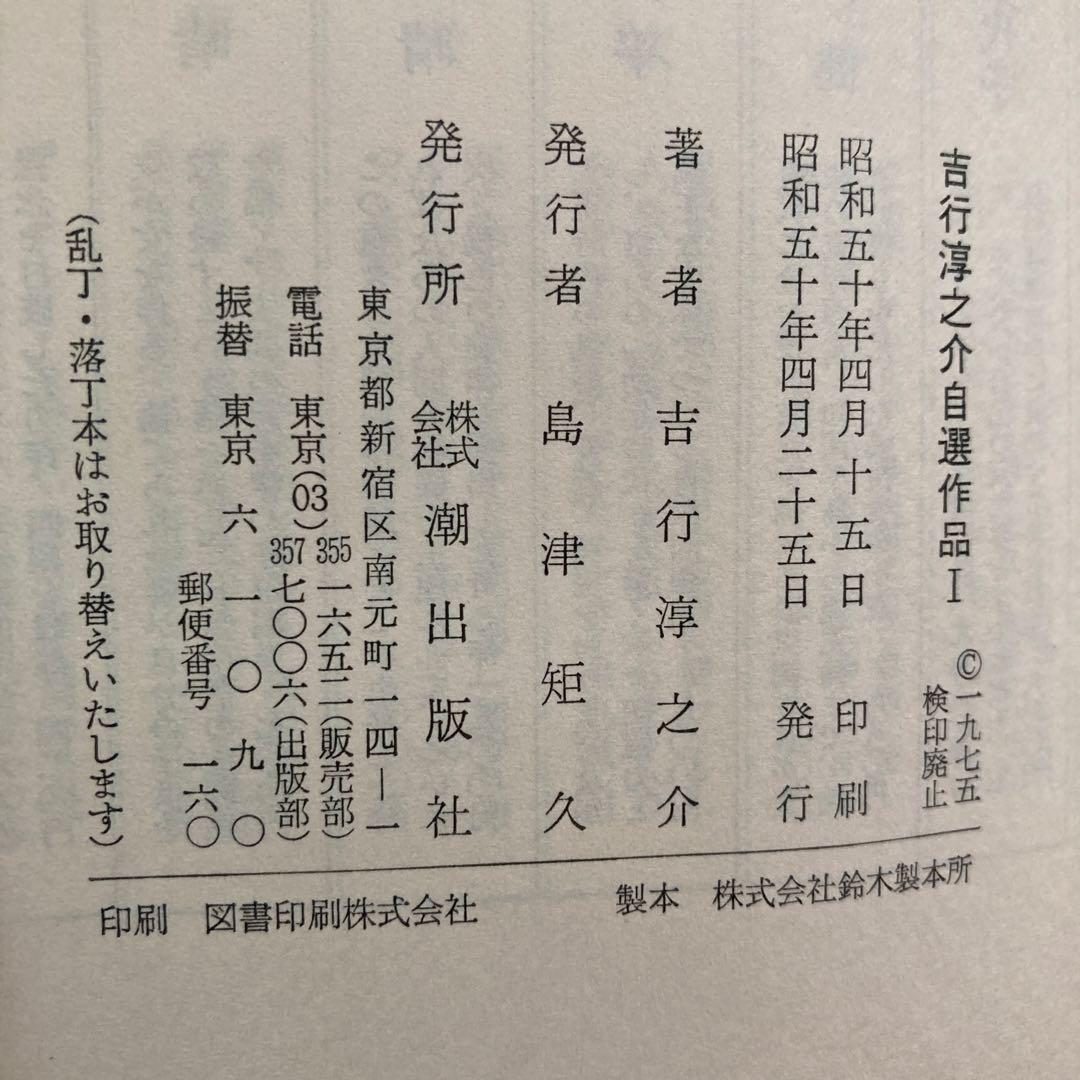 吉行淳之介自選作品Ⅰ
©一九七五
検印廃止
昭和五十年四月十五日 印刷
昭和五十年四月二十五日 発行
著者 吉行淳之介
発行者 島津矩久
発行所 株式会社 潮出版社
東京都新宿区南元町一四―一
電話 東京(03) 355一六五二(販売部)
357七〇〇六(出版部)
振替 東京 六一〇九〇
郵便番号 一六〇
(乱丁・落丁本はお取り替えいたします)
印刷 図書印刷株式会社
製本 株式会社鈴木製本所